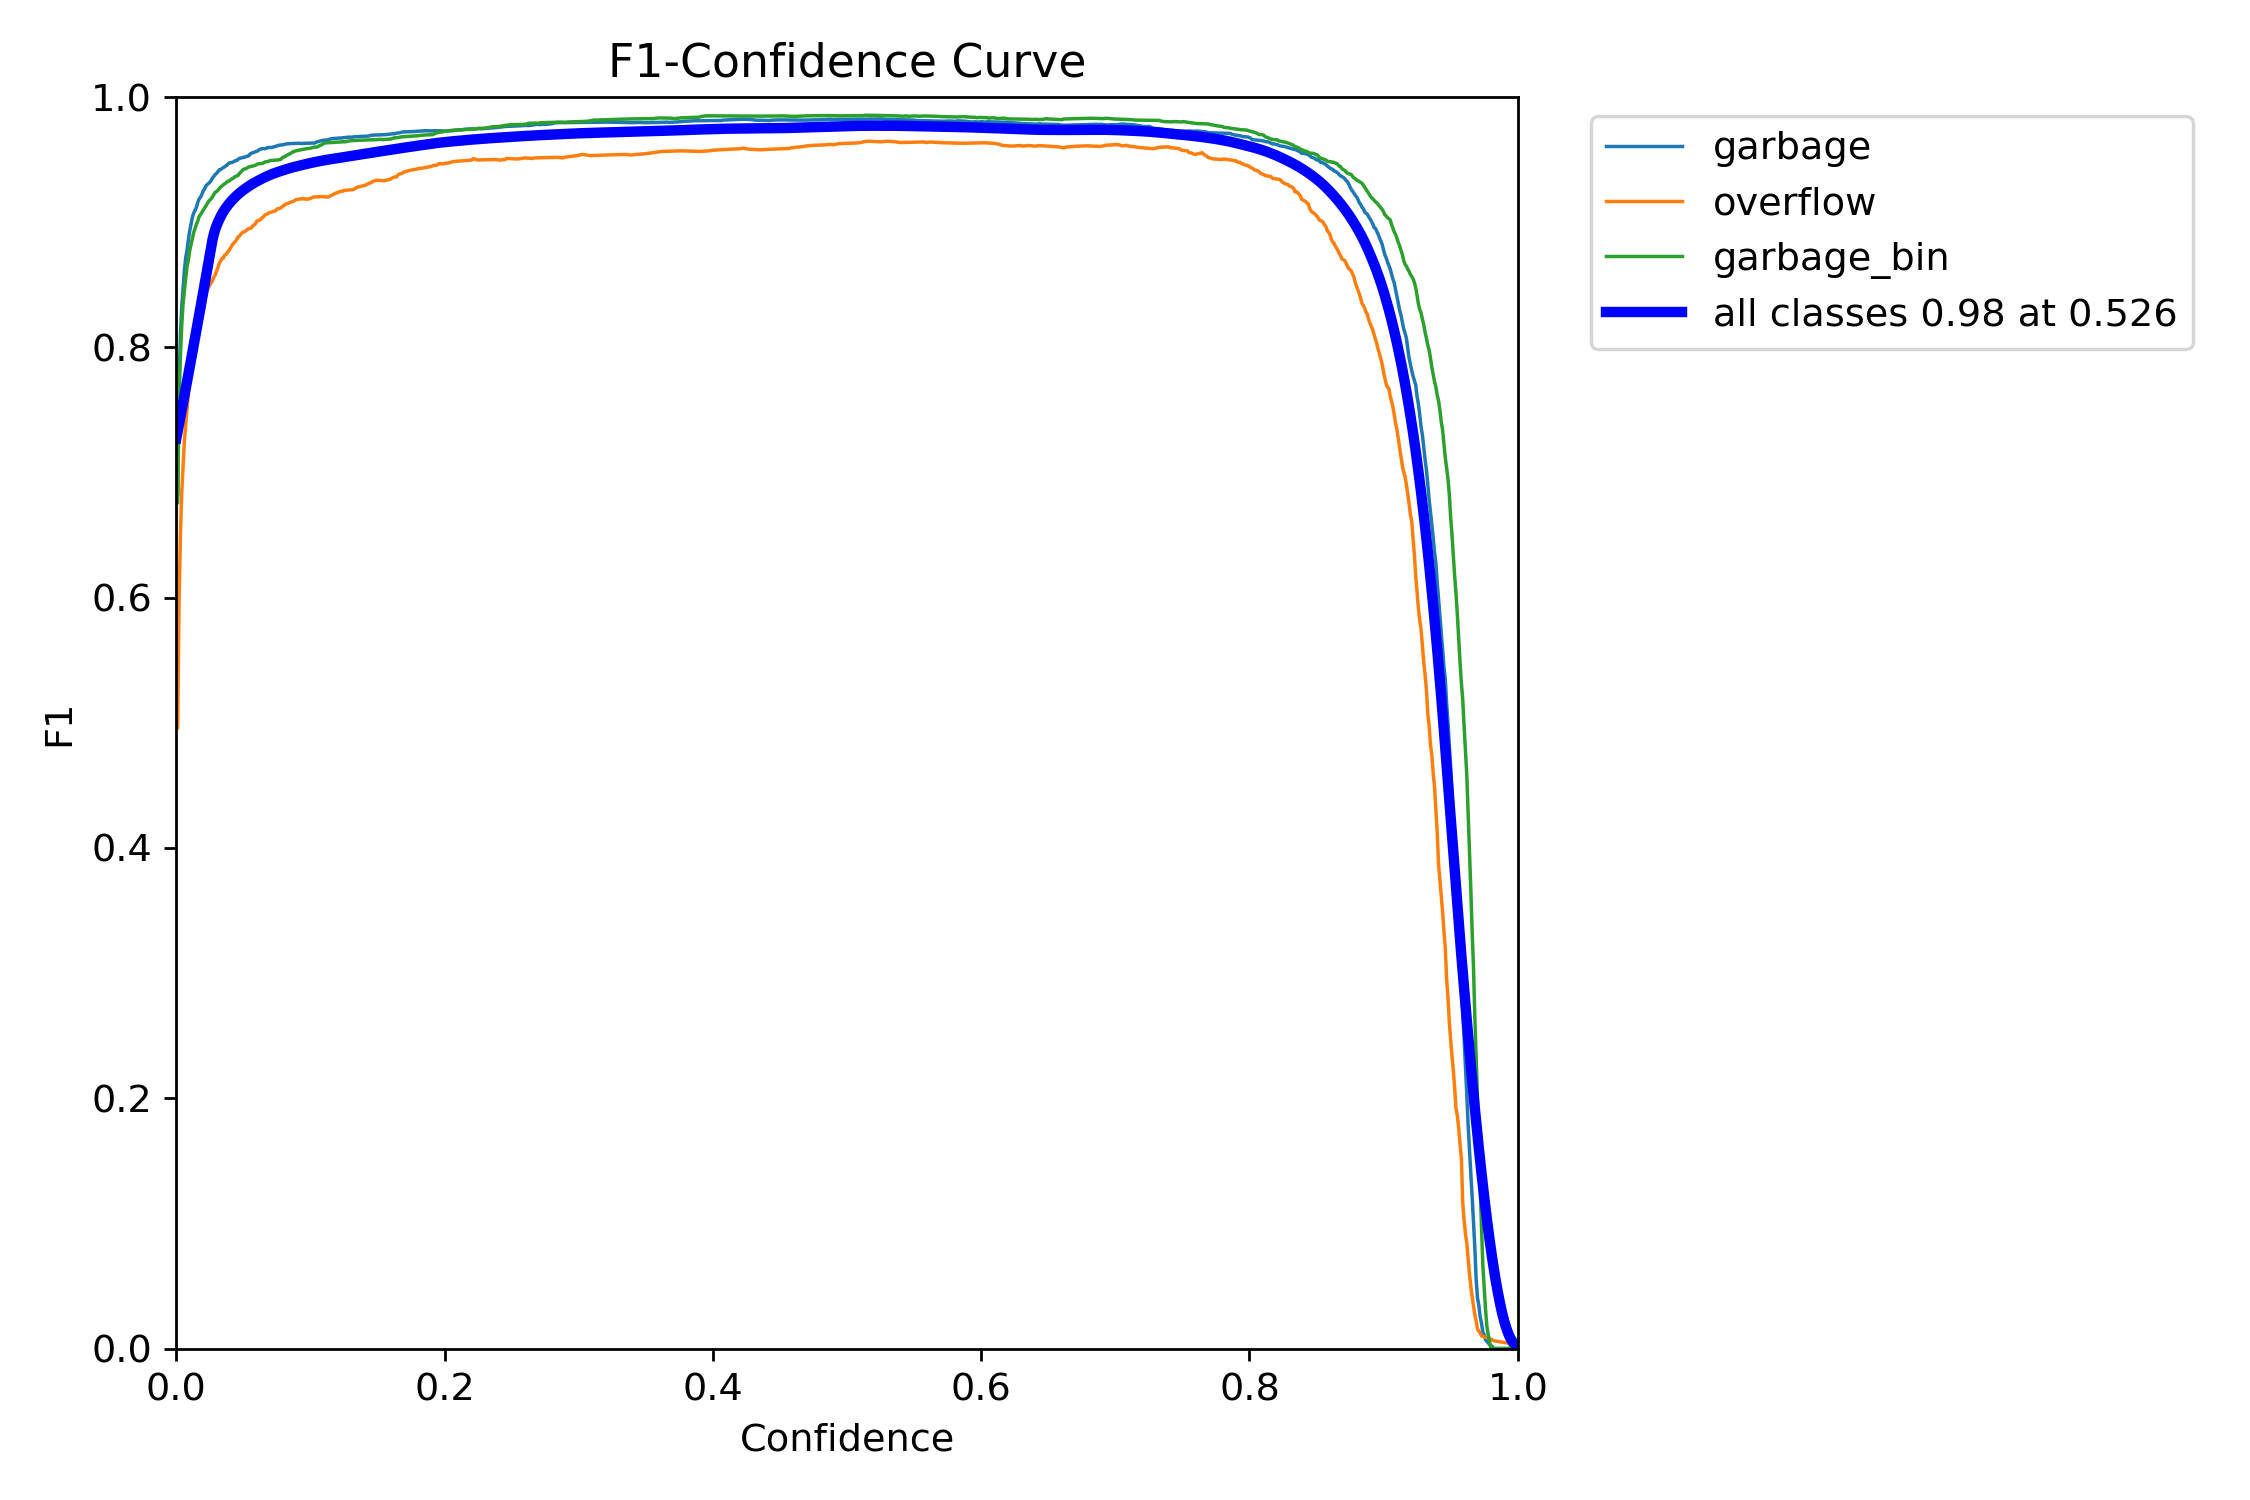 F1-Confidence Curve
1.0
0.8
0.6
0.4
0.2
0.0
F1
0.0 0.2 0.4 0.6 0.8 1.0
Confidence
garbage
overflow
garbage_bin
all classes 0.98 at 0.526